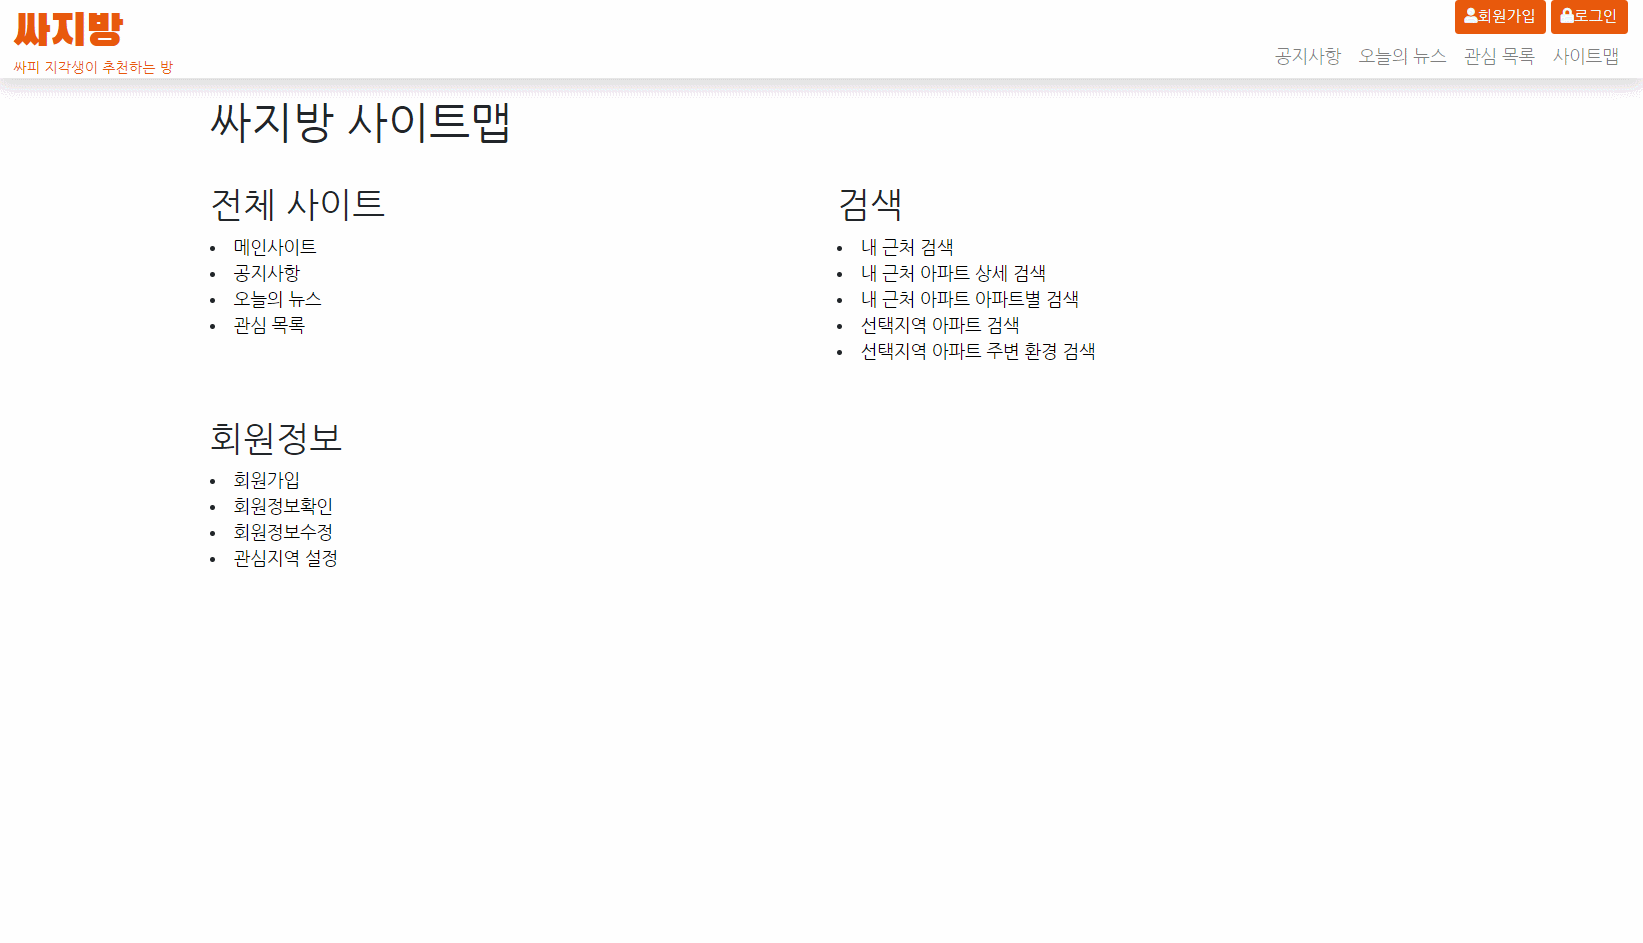 싸지방
싸피 지각생이 추천하는 방
회원가입 로그인
공지사항 오늘의 뉴스 관심 목록 사이트맵
싸지방 사이트맵
전체 사이트
• 메인사이트
• 공지사항
• 오늘의 뉴스
• 관심 목록
검색
• 내 근처 검색
• 내 근처 아파트 상세 검색
• 내 근처 아파트 아파트별 검색
• 선택지역 아파트 검색
• 선택지역 아파트 주변 환경 검색
회원정보
• 회원가입
• 회원정보확인
• 회원정보수정
• 관심지역 설정